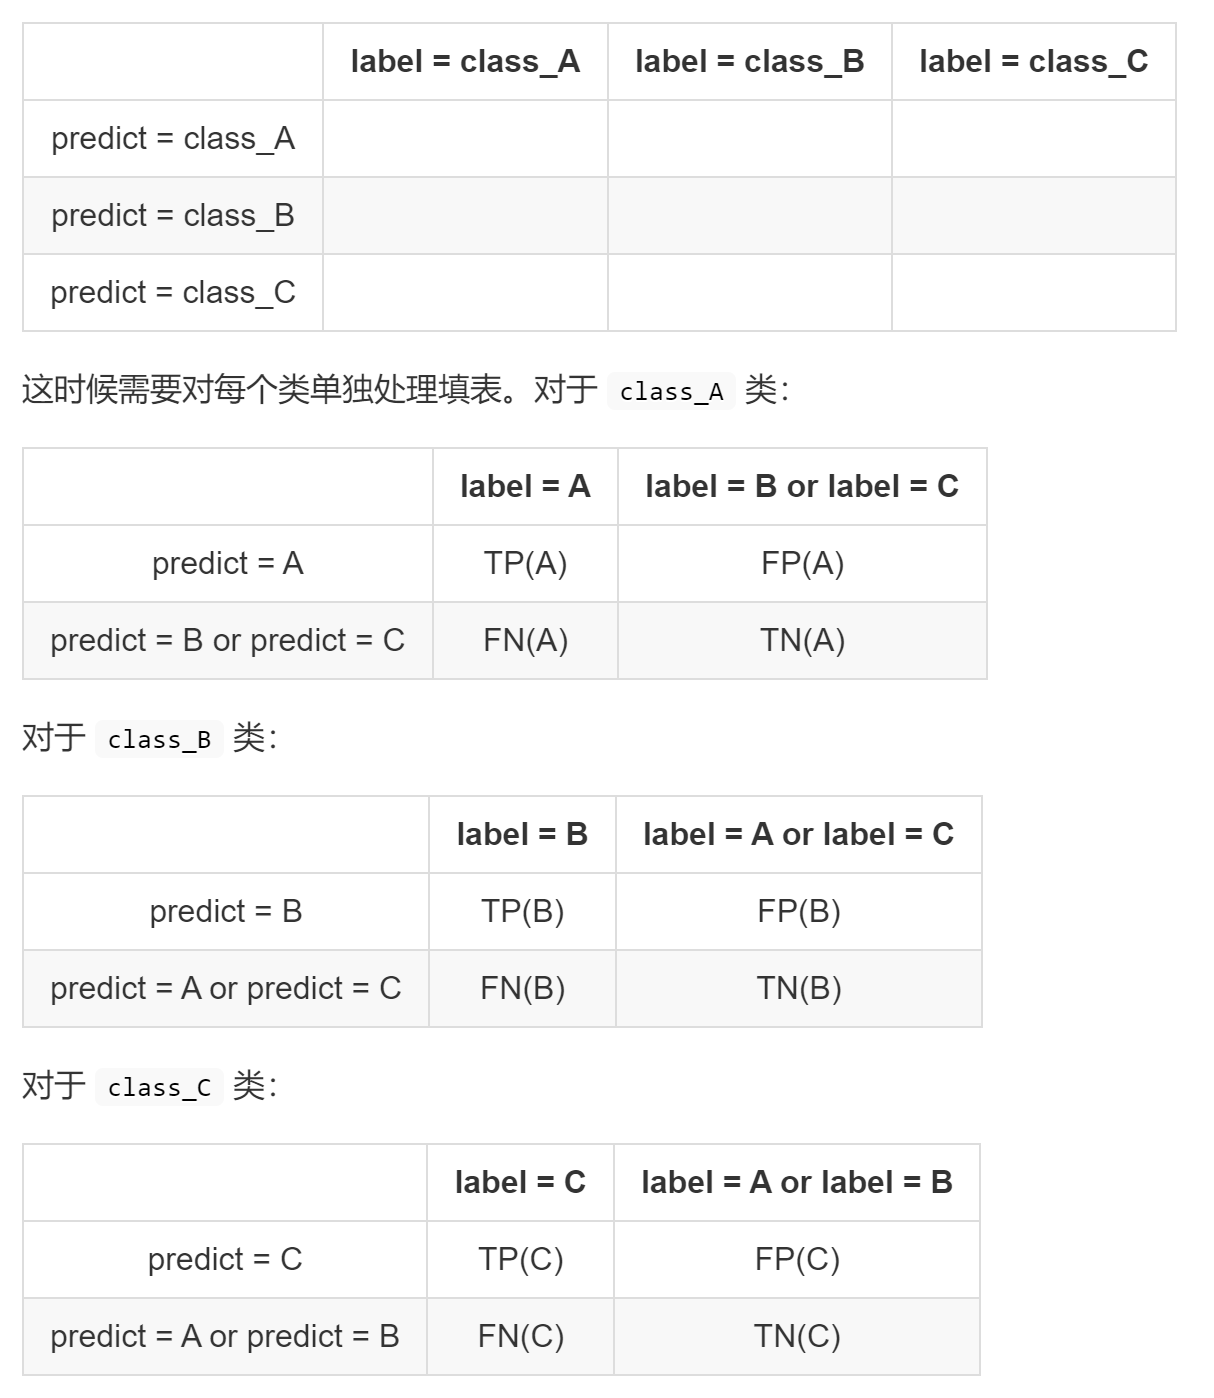 label = class_A label = class_B label = class_C
predict = class_A
predict = class_B
predict = class_C
这时候需要对每个类单独处理填表。对于 class_A 类：
label = A label = B or label = C
predict = A TP(A) FP(A)
predict = B or predict = C FN(A) TN(A)
对于 class_B 类：
label = B label = A or label = C
predict = B TP(B) FP(B)
predict = A or predict = C FN(B) TN(B)
对于 class_C 类：
label = C label = A or label = B
predict = C TP(C) FP(C)
predict = A or predict = B FN(C) TN(C)